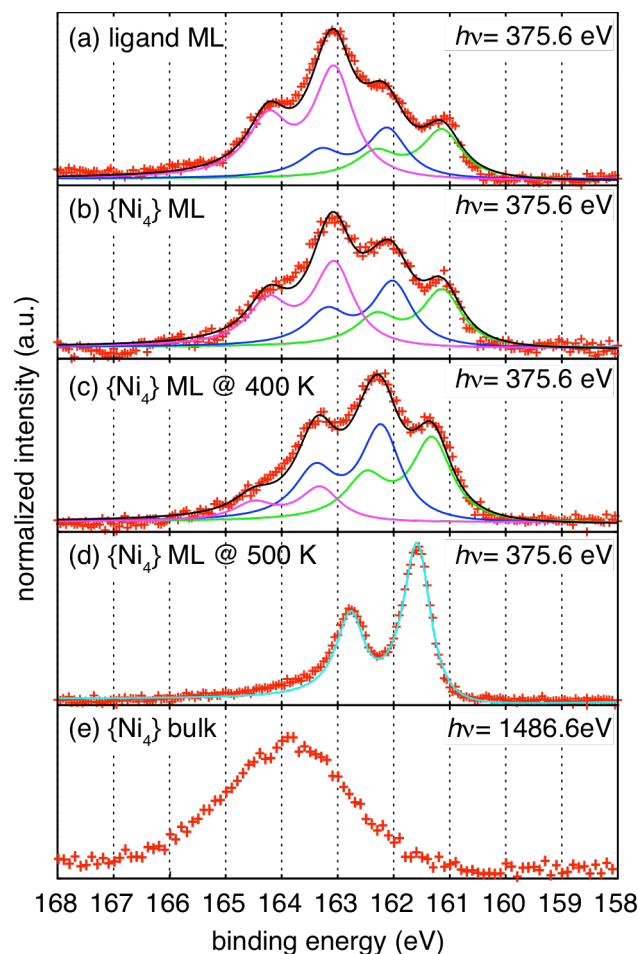 (a) ligand ML
hν= 375.6 eV
(b) {Ni₄} ML
hν= 375.6 eV
(c) {Ni₄} ML @ 400 K
hν= 375.6 eV
(d) {Ni₄} ML @ 500 K
hν= 375.6 eV
(e) {Ni₄} bulk
hν= 1486.6eV
normalized intensity (a.u.)
168 167 166 165 164 163 162 161 160 159 158
binding energy (eV)